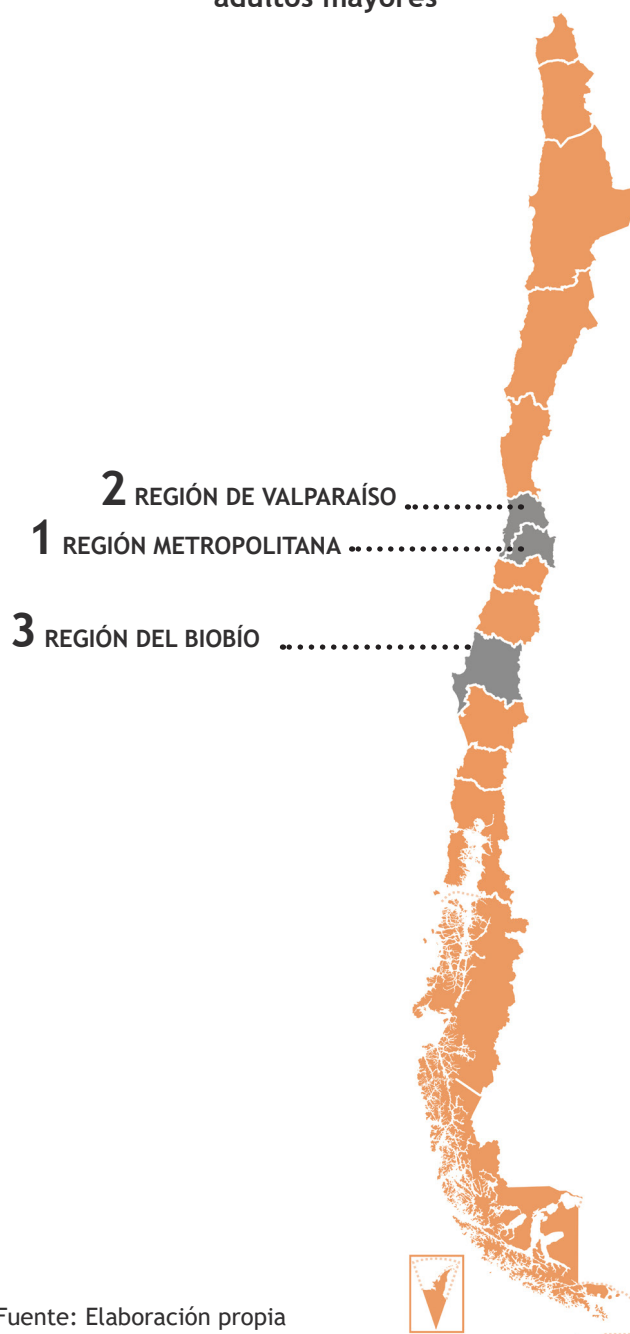 adultos mayores
2 REGIÓN DE VALPARAÍSO
1 REGIÓN METROPOLITANA
3 REGIÓN DEL BIOBÍO
Fuente: Elaboración propia